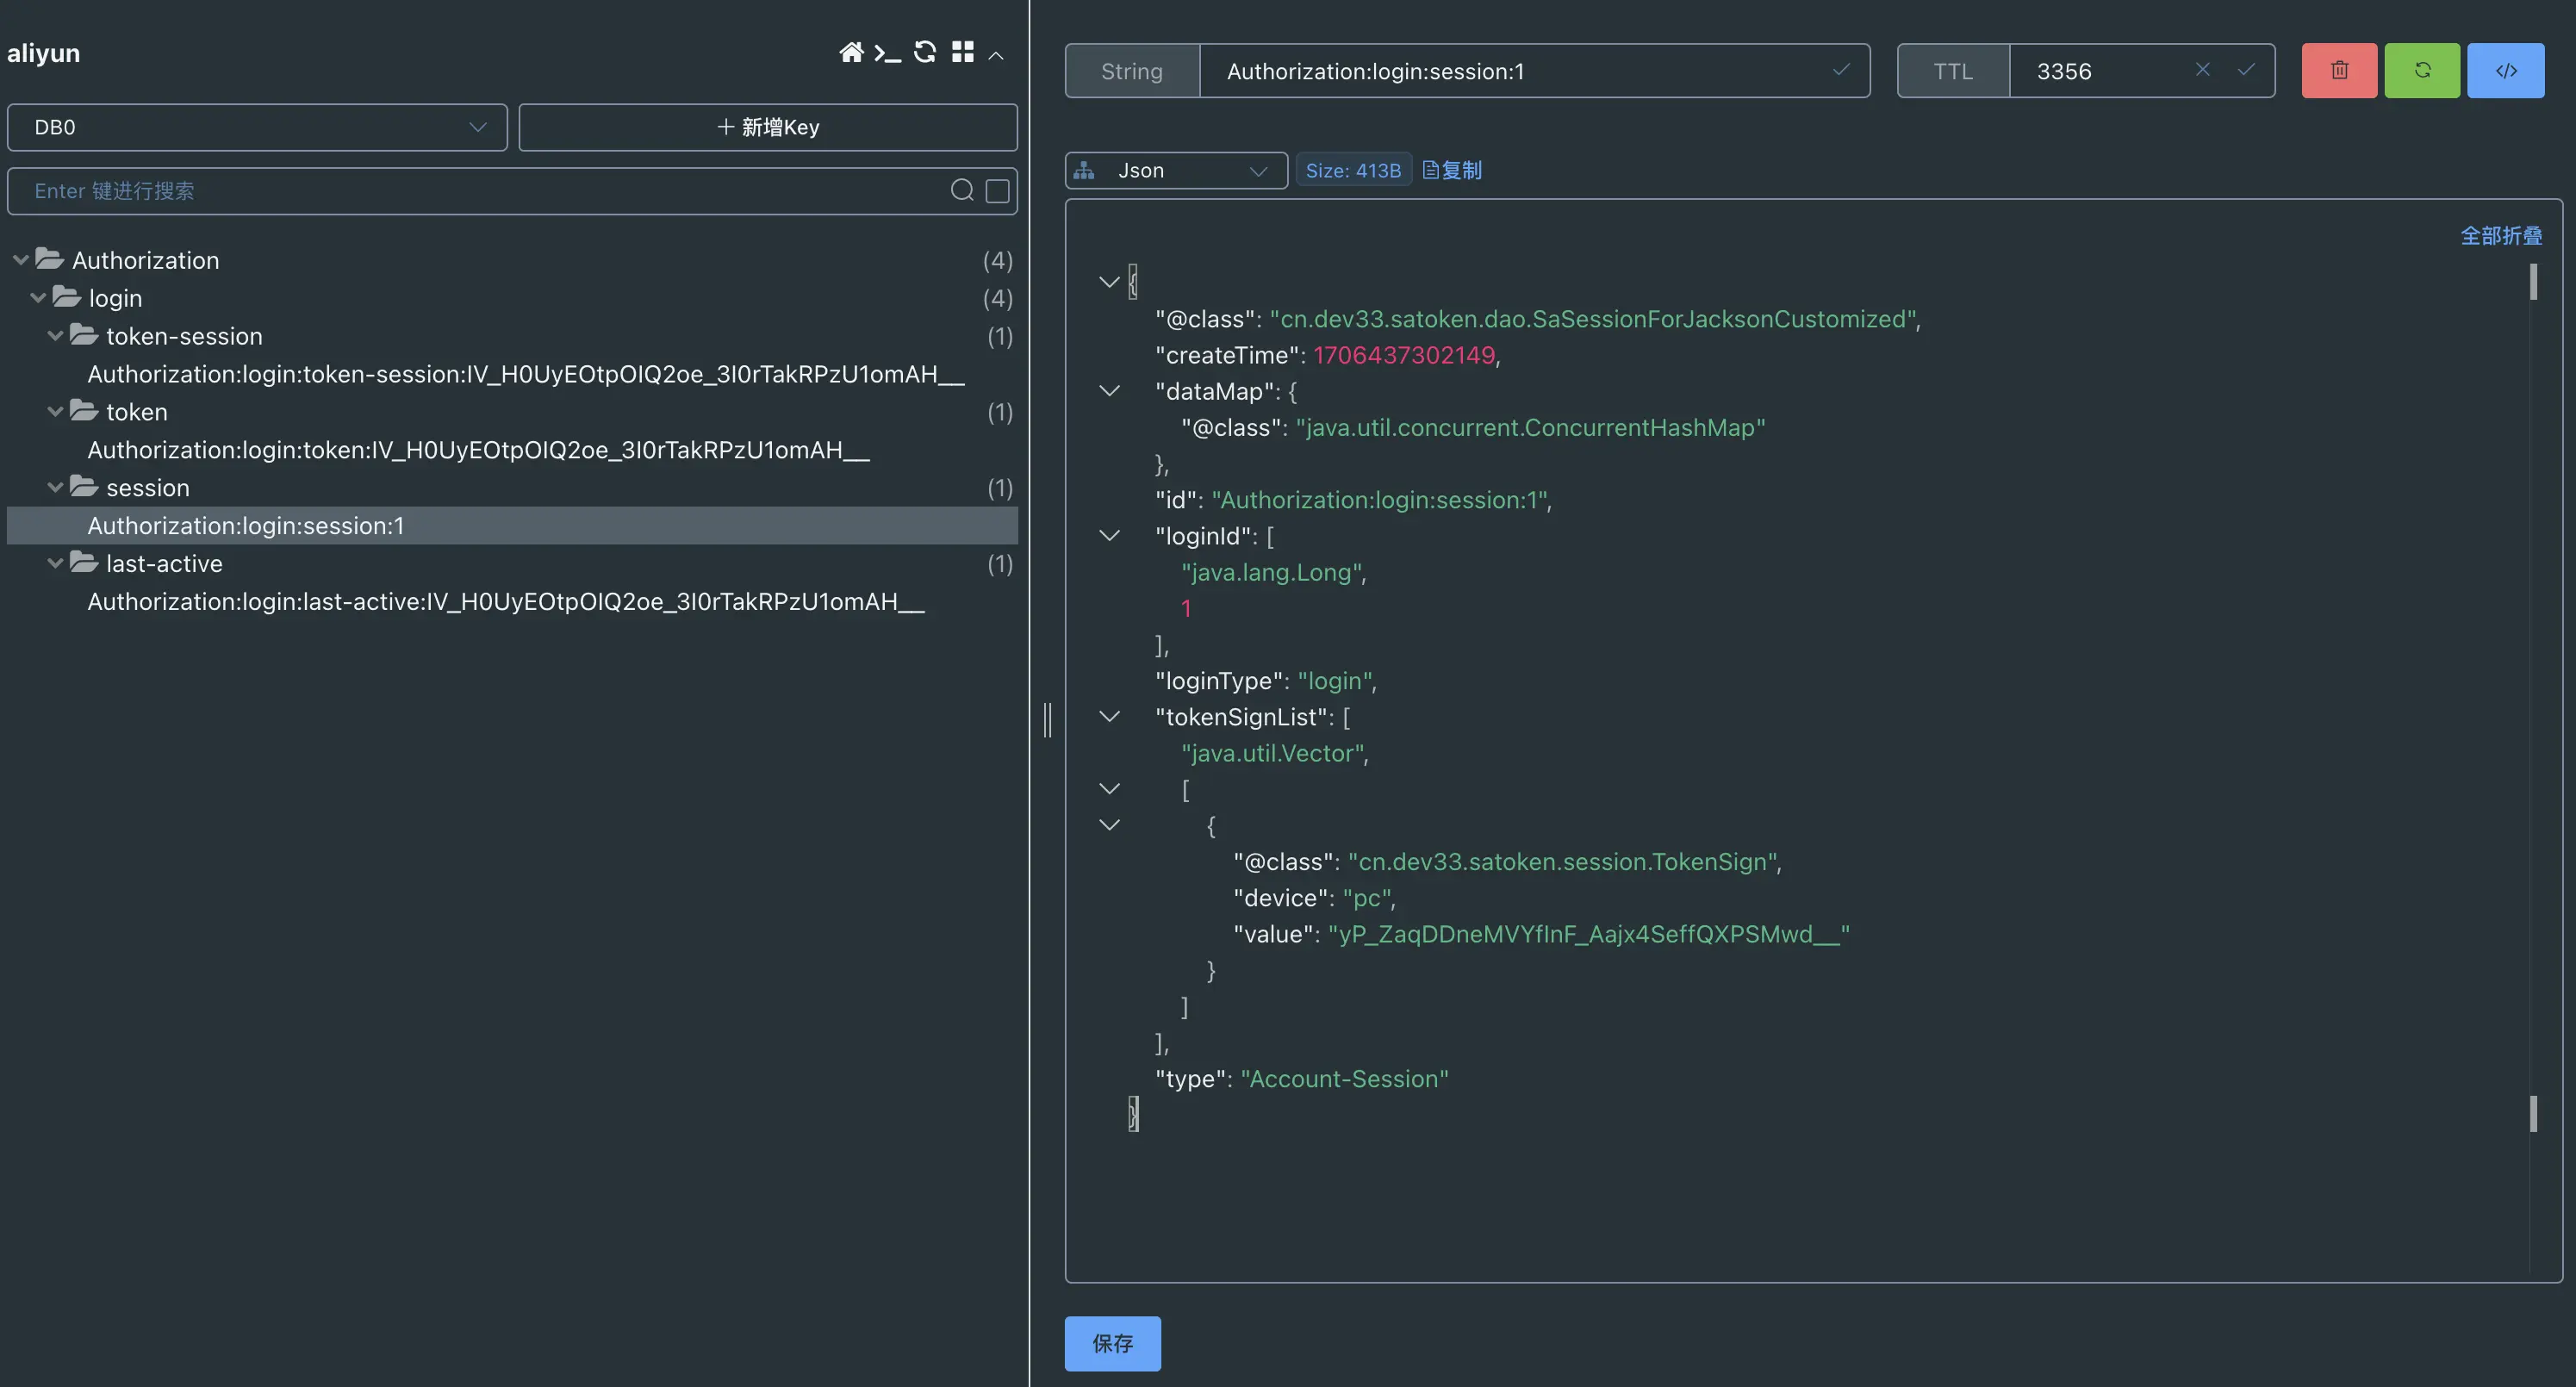 aliyun
DB0
新增Key
Enter 键进行搜索
Authorization (4)
login (4)
token-session (1)
Authorization:login:token-session:IV_H0UyEOtpOIQ2oe_3I0rTakRPzU1omAH__
token (1)
Authorization:login:token:IV_H0UyEOtpOIQ2oe_3I0rTakRPzU1omAH__
session (1)
Authorization:login:session:1
last-active (1)
Authorization:login:last-active:IV_H0UyEOtpOIQ2oe_3I0rTakRPzU1omAH__
String Authorization:login:session:1
TTL 3356
Json Size: 413B 复制
全部折叠
{
"@class": "cn.dev33.satoken.dao.SaSessionForJacksonCustomized",
"createTime": 1706437302149,
"dataMap": {
"@class": "java.util.concurrent.ConcurrentHashMap"
},
"id": "Authorization:login:session:1",
"loginId": [
"java.lang.Long",
1
],
"loginType": "login",
"tokenSignList": [
"java.util.Vector",
[
{
"@class": "cn.dev33.satoken.session.TokenSign",
"device": "pc",
"value": "yP_ZaqDDneMVYfInF_Aajx4SeffQXPSMwd__"
}
]
],
"type": "Account-Session"
}
保存